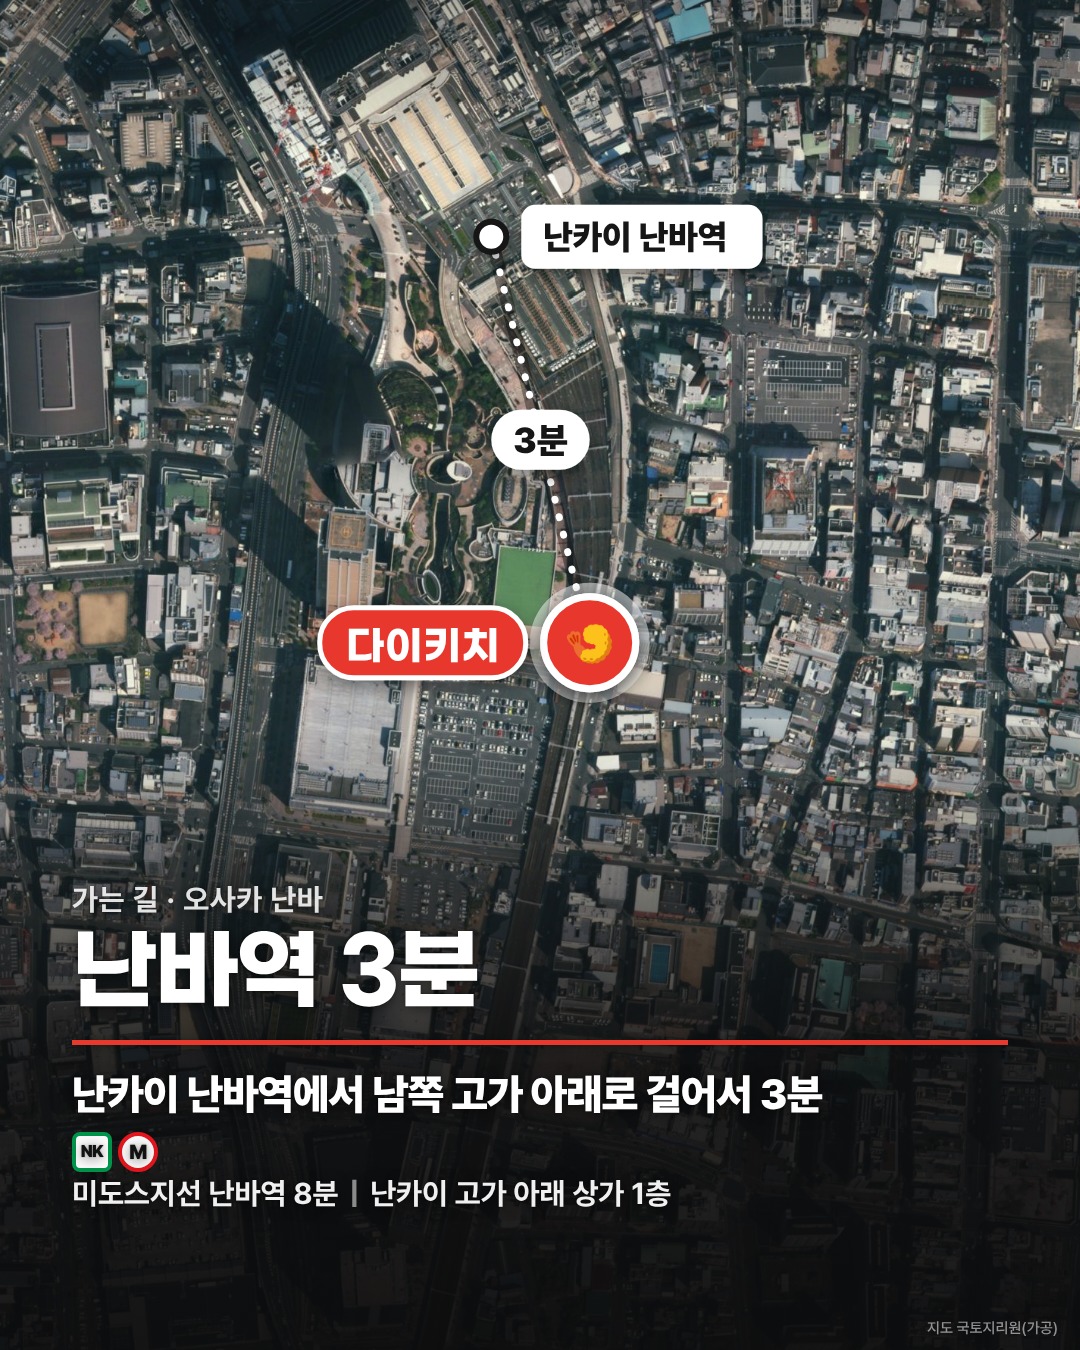 난카이 난바역
3분
다이키치
가는 길 · 오사카 난바
난바역 3분
난카이 난바역에서 남쪽 고가 아래로 걸어서 3분
NK M
미도스지선 난바역 8분 | 난카이 고가 아래 상가 1층
지도 국토지리원(가공)